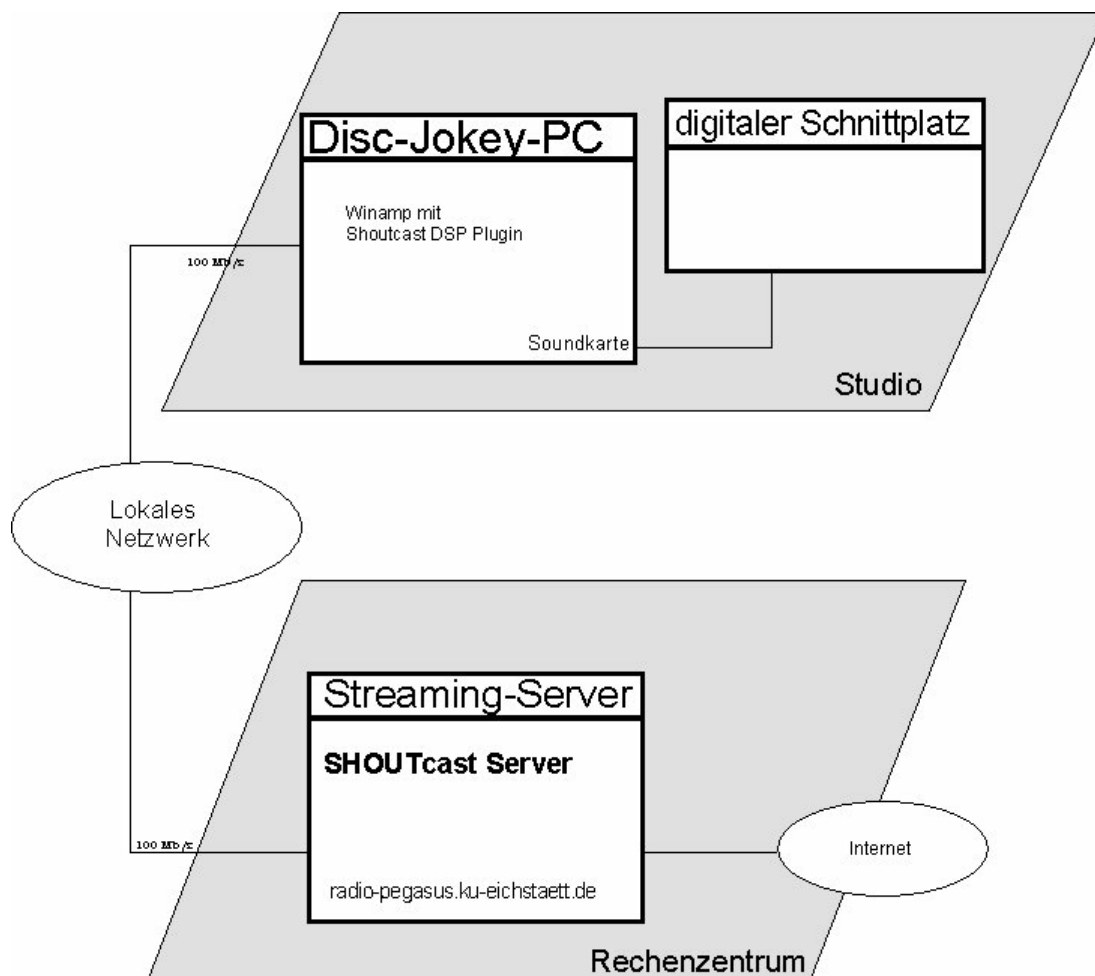 Disc-Jokey-PC
digitaler Schnittplatz
Winamp mit
Shoutcast DSP Plugin
100 Mb/s
Soundkarte
Studio
Lokales
Netzwerk
Streaming-Server
SHOUTcast Server
100 Mb/s
Internet
radio-pegasus.ku-eichstaett.de
Rechenzentrum